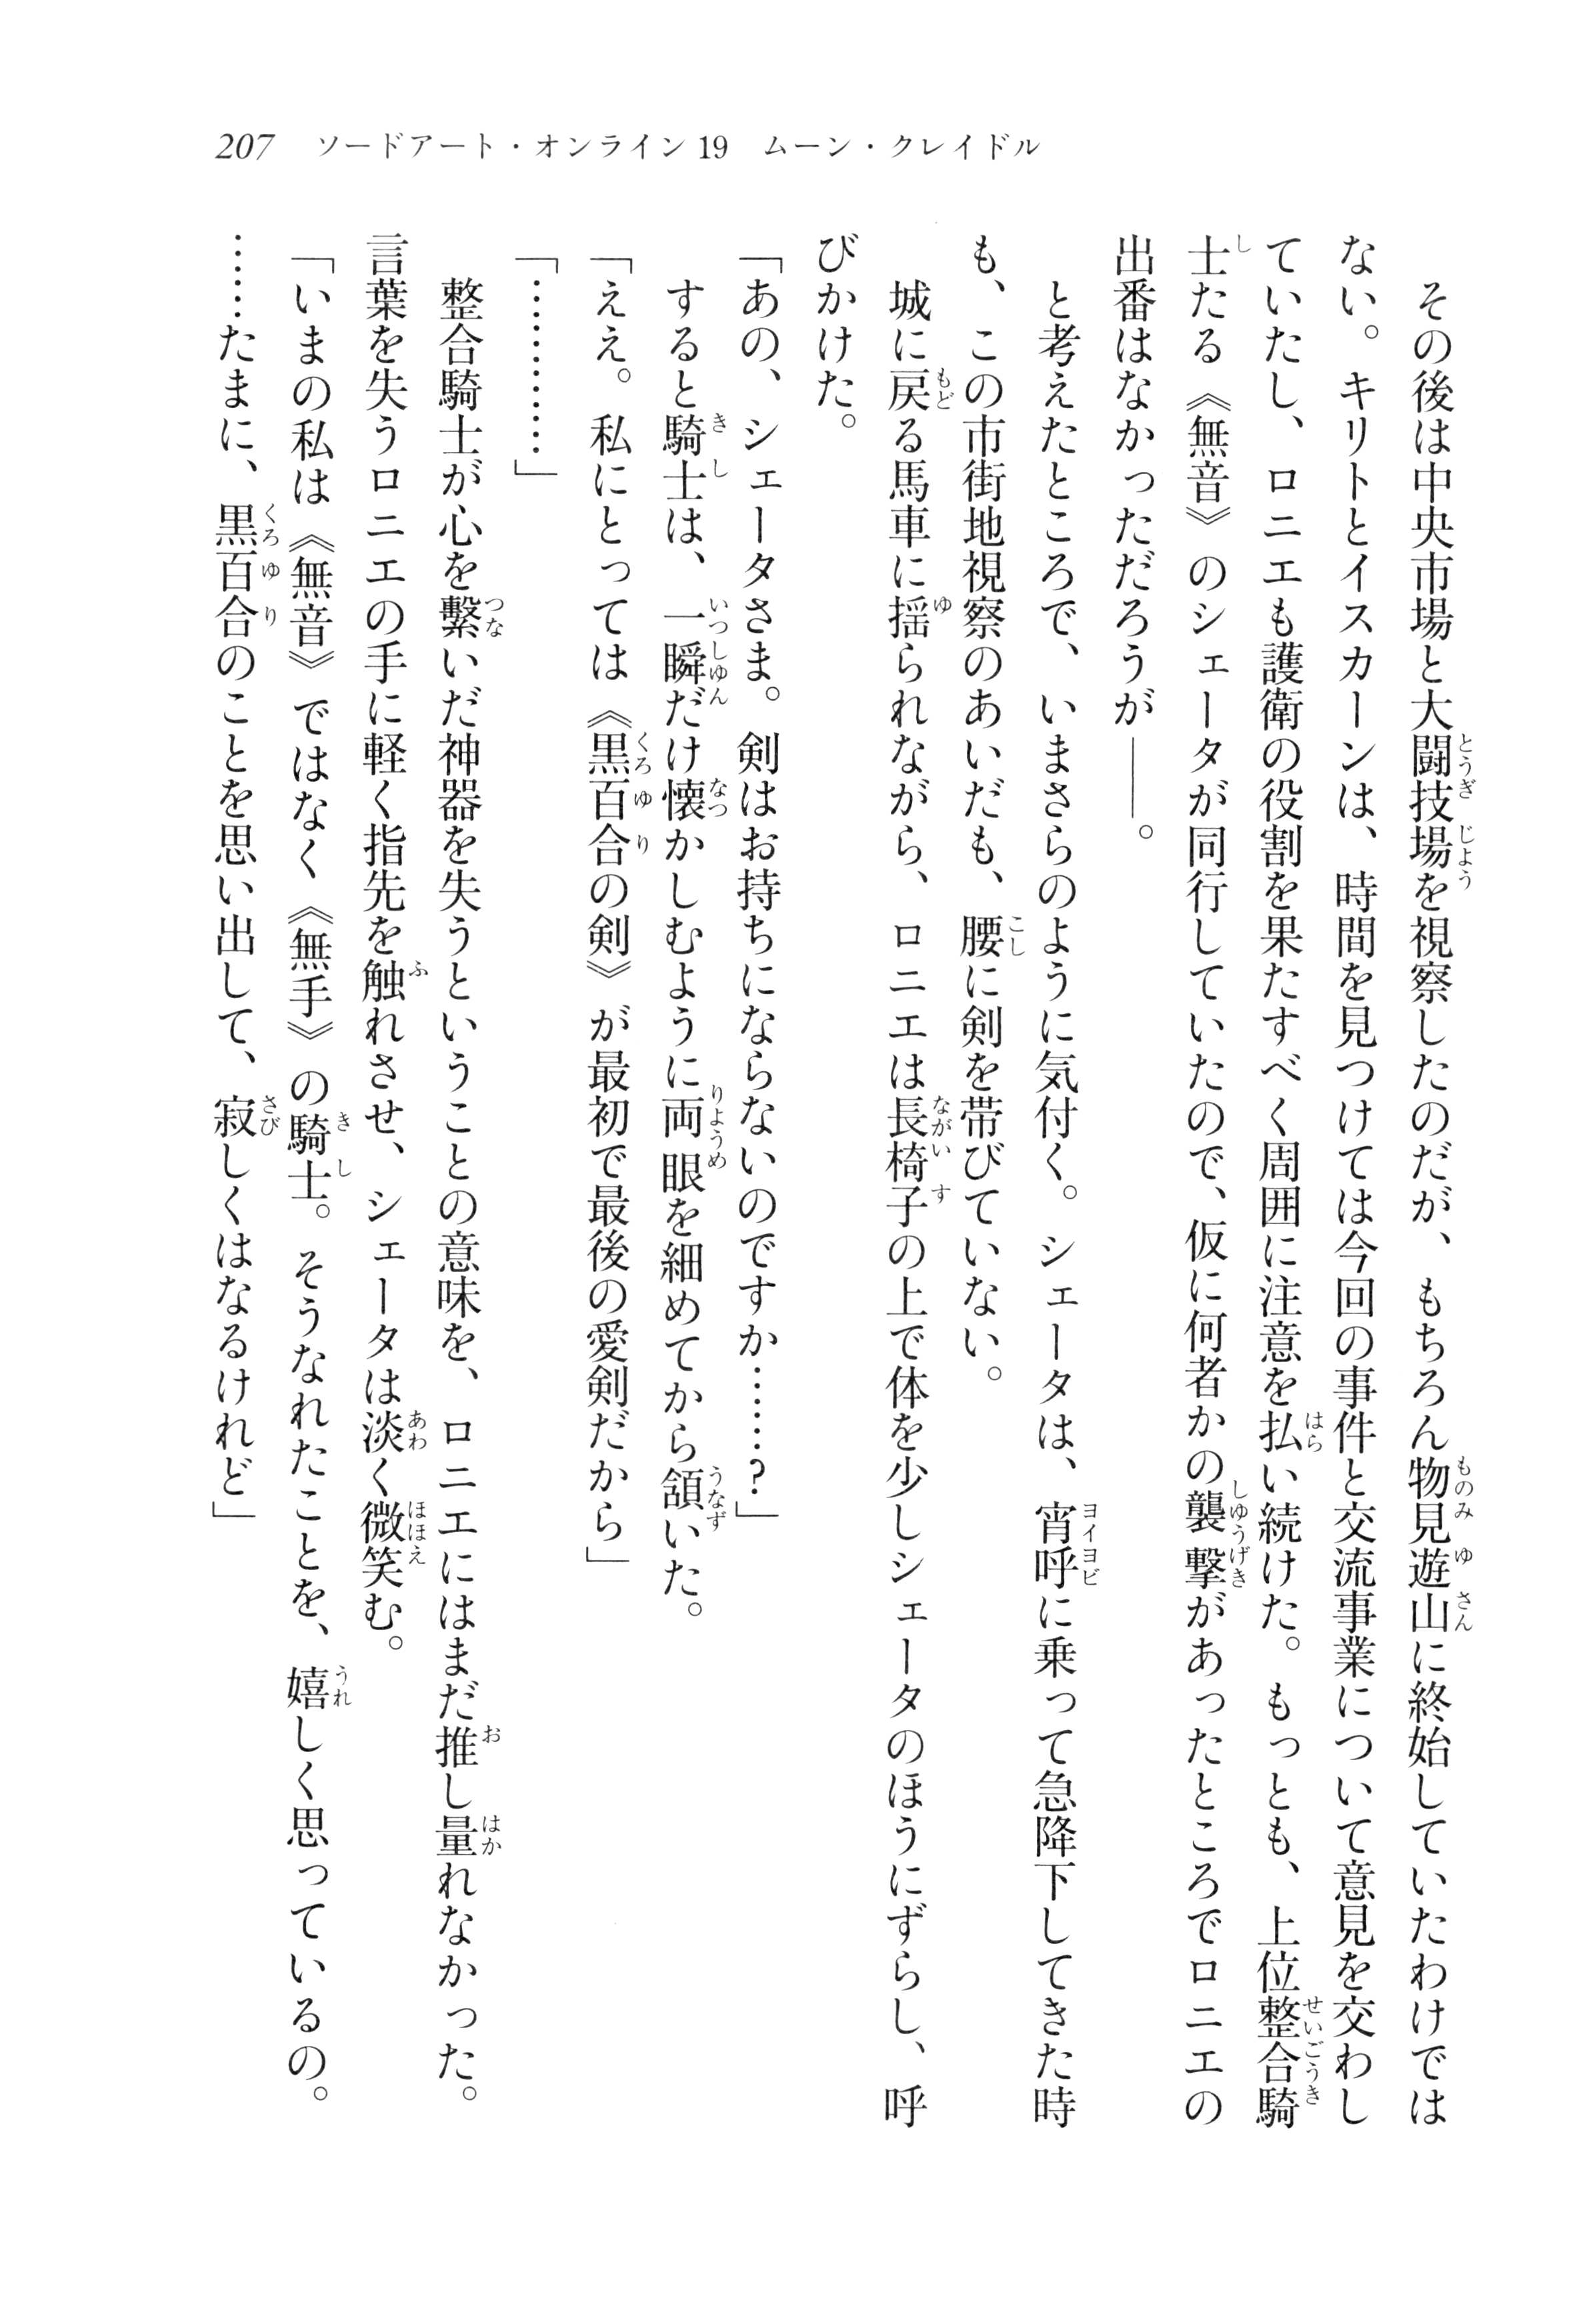 207 ソードアート・オンライン19 ムーン・クレイドル
その後は中央市場と大闘技場を視察したのだが、もちろん物見遊山に終始していたわけでは
ない。キリトとイスカーンは、時間を見つけては今回の事件と交流事業について意見を交わし
ていたし、ロニエも護衛の役割を果たすべく周囲に注意を払い続けた。もっとも、上位整合騎
士たる《無音》のシェータが同行していたので、仮に何者かの襲撃があったところでロニエの
出番はなかっただろうが――。
と考えたところで、いまさらのように気付く。シェータは、宵呼に乗って急降下してきた時
も、この市街地視察のあいだも、腰に剣を帯びていない。
城に戻る馬車に揺られながら、ロニエは長椅子の上で体を少しシェータのほうにずらし、呼
びかけた。
「あの、シェータさま。剣はお持ちにならないのですか……？」
すると騎士は、一瞬だけ懐かしむように両眼を細めてから頷いた。
「ええ。私にとっては《黒百合の剣》が最初で最後の愛剣だから」
「…………」
整合騎士が心を繋いだ神器を失うということの意味を、ロニエにはまだ推し量れなかった。
言葉を失うロニエの手に軽く指先を触れさせ、シェータは淡く微笑む。
「いまの私は《無音》ではなく《無手》の騎士。そうなれたことを、嬉しく思っているの。
……たまに、黒百合のことを思い出して、寂しくはなるけれど」